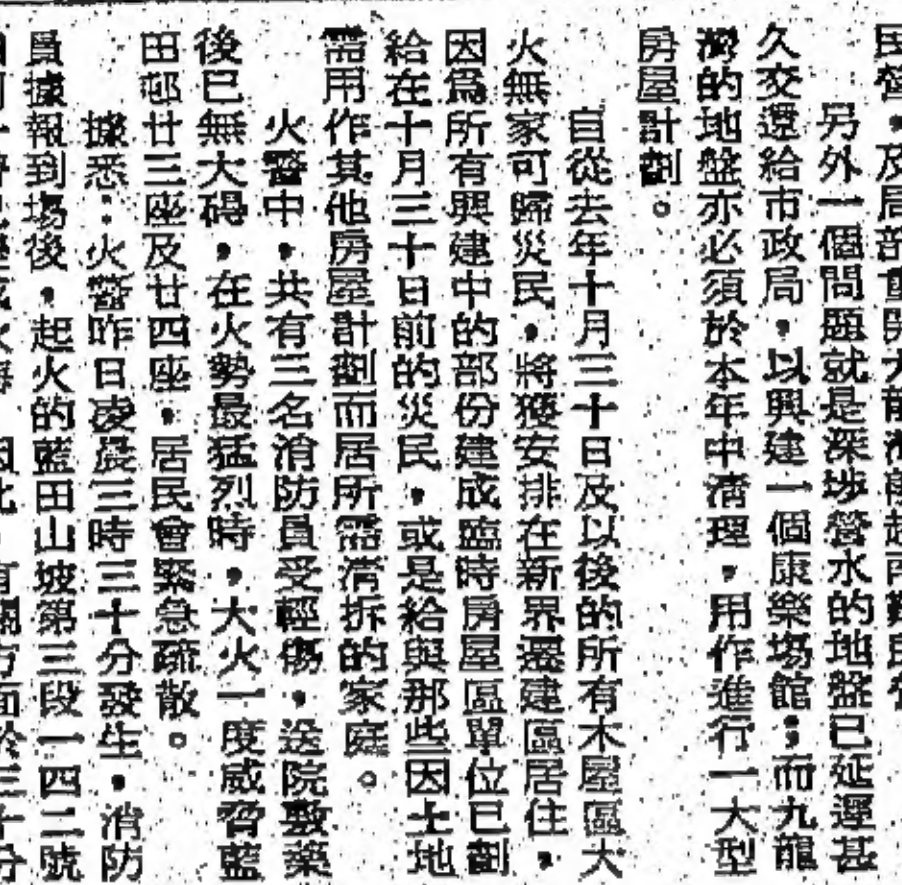 民營，及局部重開大
另外一個問題就是深埗營水的地盤已延遲甚
久交還給市政局，以興建一個康樂場館；而九龍
灣的地盤亦必須於本年中清理，用作進行一大型
房屋計劃。
自從去年十月三十日及以後的所有木屋區大
火無家可歸災民，將獲安排在新界遷建區居住，
因爲所有興建中的部份建成臨時房屋區單位已劃
給在十月三十日前的災民，或是給與那些因土地
需用作其他房屋計劃而居所需清拆的家庭。
火警中，共有三名消防員受輕傷，送院敷藥
後已無大碍，在火勢最猛烈時，大火一度威脅藍
田邨廿三座及廿四座，居民會緊急疏散。
據悉：火警昨日凌晨三時三十分發生，消防
員據報到場後，起火的藍田山坡第三段一四二號